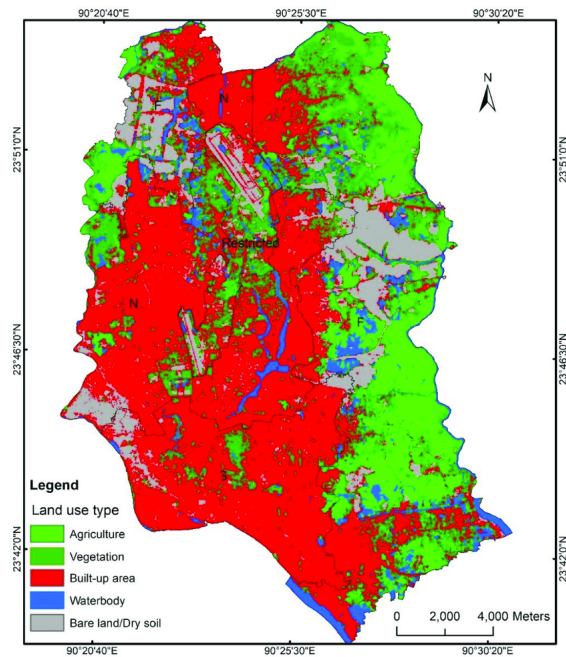 90°20'40"E 90°25'30"E 90°30'20"E
N
F
N
23°51'0"N
23°51'0"N
Restricted
N
F
23°46'30"N
23°46'30"N
Legend
Land use type
Agriculture
Vegetation
Built-up area
Waterbody
Bare land/Dry soil
23°42'0"N
23°42'0"N
0 2,000 4,000 Meters
90°20'40"E 90°25'30"E 90°30'20"E